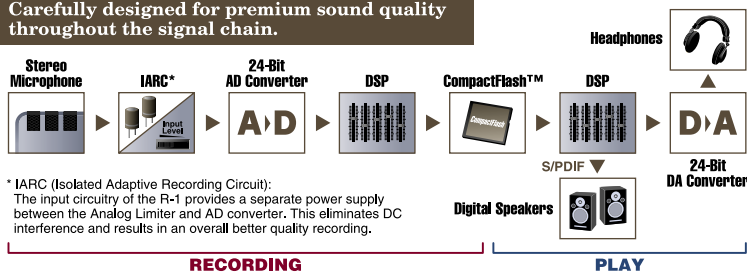 Carefully designed for premium sound quality
throughout the signal chain.
Headphones
Stereo
Microphone
IARC*
24-Bit
AD Converter
DSP
CompactFlash™
DSP
Input
Level
A▸D
CompactFlash
D▸A
S/PDIF
24-Bit
DA Converter
Digital Speakers
* IARC (Isolated Adaptive Recording Circuit):
The input circuitry of the R-1 provides a separate power supply
between the Analog Limiter and AD converter. This eliminates DC
interference and results in an overall better quality recording.
RECORDING
PLAY